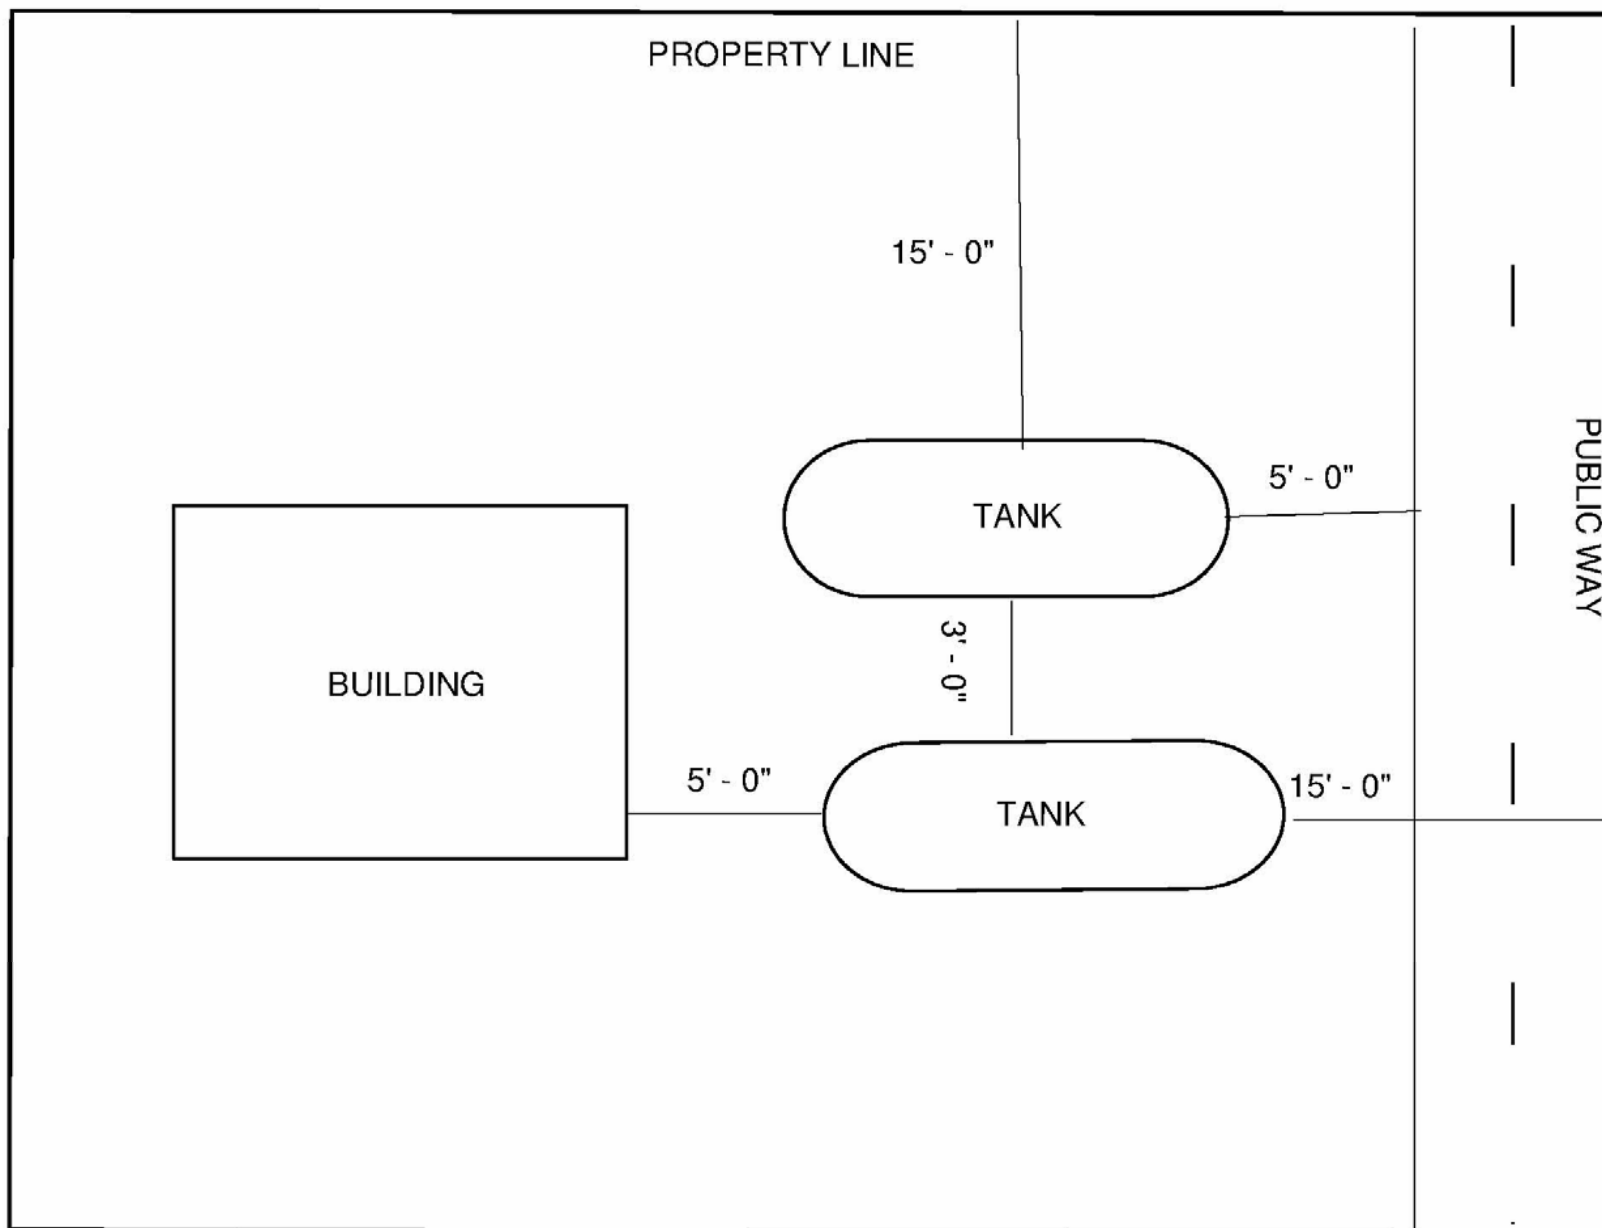 PROPERTY LINE
15' - 0"
5' - 0"
TANK
PUBLIC WAY
3' - 0"
BUILDING
5' - 0"
TANK
15' - 0"